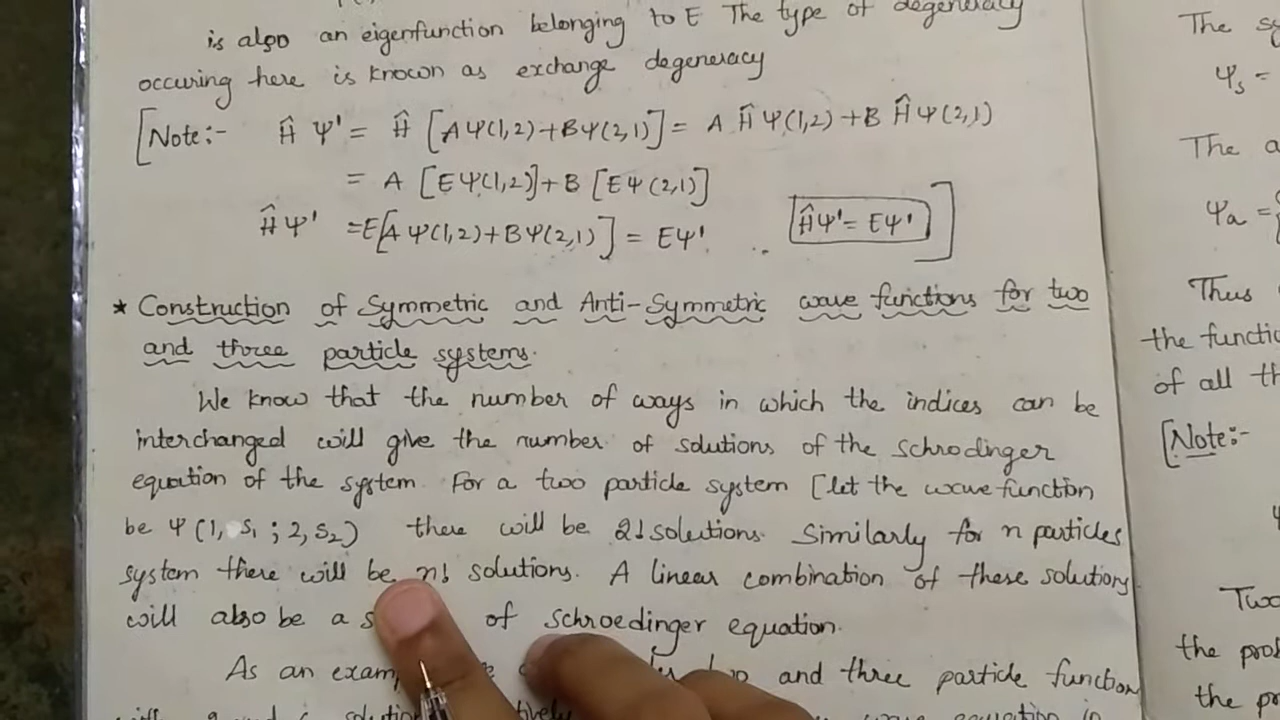 is also an eigenfunction belonging to E The type of degeneracy
occuring here is known as exchange degeneracy
[Note:- Ĥ Ψ' = Ĥ [AΨ(1,2)+BΨ(2,1)] = A ĤΨ(1,2)+B ĤΨ(2,1)
= A [EΨ(1,2)]+B [EΨ(2,1)]
ĤΨ' =E[AΨ(1,2)+BΨ(2,1)] = EΨ' .. ĤΨ'= EΨ' ]
* Construction of Symmetric and Anti-Symmetric wave functions for two
and three particle systems.
We know that the number of ways in which the indices can be
interchanged will give the number of solutions of the schrodinger
equation of the system. For a two particle system [let the wave function
be Ψ(1, s₁ ; 2, s₂) there will be 2! solutions. Similarly for n particles
system there will be n! solutions. A linear combination of these solutions
will also be a of schroedinger equation.
As an and three particle function
The
Ψs =
The a
Ψa =
Thus
the functio
of all th
[Note:-
Two
the pro
the pr